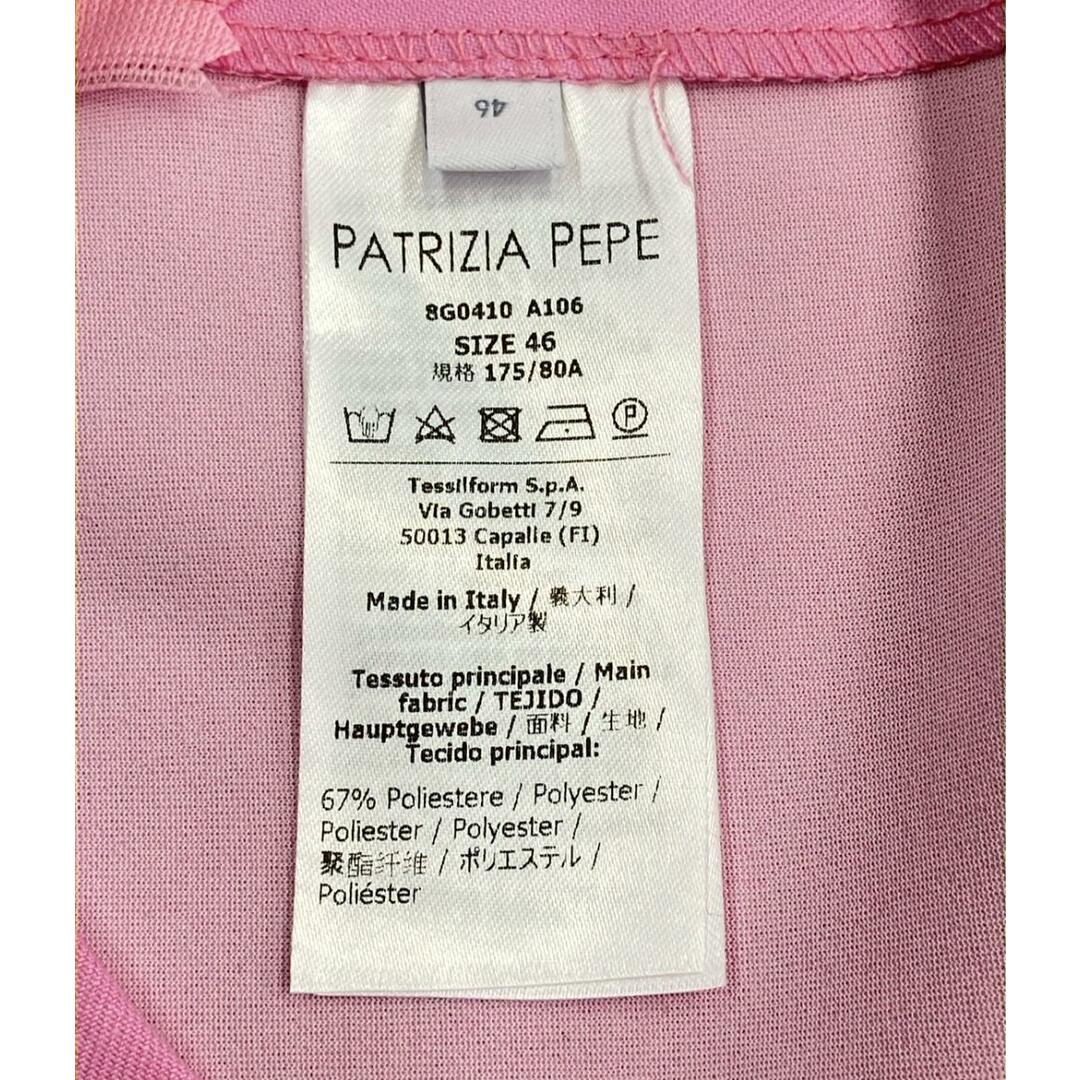 46
PATRIZIA PEPE
8G0410 A106
SIZE 46
規格 175/80A
P
Tessilform S.p.A.
Via Gobetti 7/9
50013 Capalle (FI)
Italia
Made in Italy / 義大利 /
イタリア製
Tessuto principale / Main
fabric / TEJIDO /
Hauptgewebe / 面料 / 生地 /
Tecido principal:
67% Poliestere / Polyester /
Poliester / Polyester /
聚酯纤维 / ポリエステル /
Poliéster